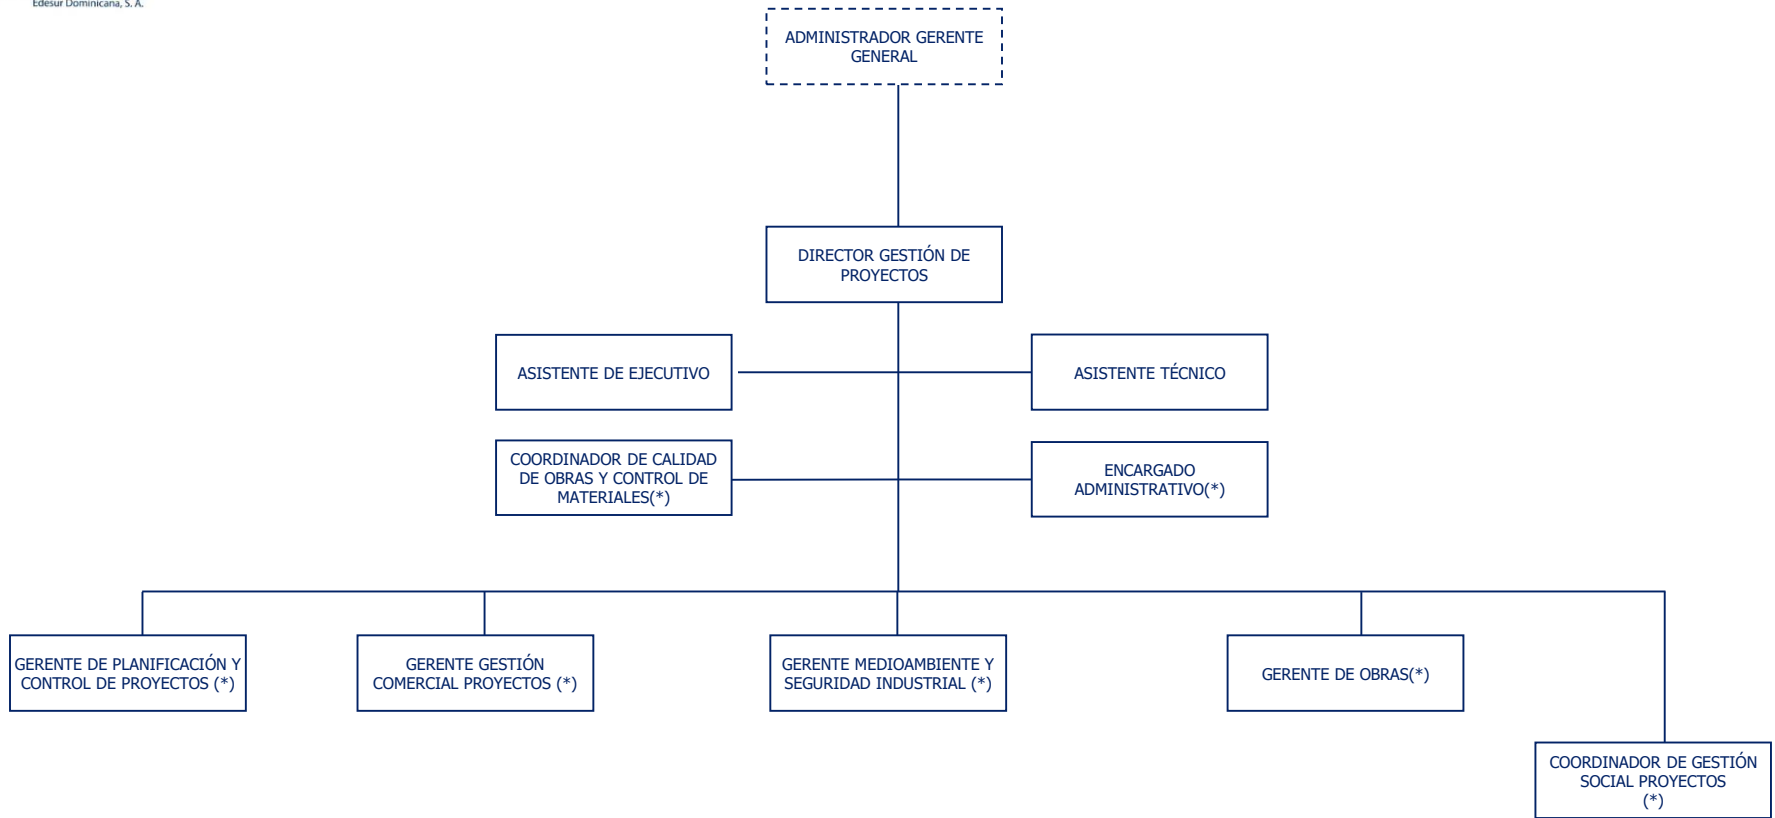 Edesur Dominicana, S. A.
ADMINISTRADOR GERENTE
GENERAL
DIRECTOR GESTIÓN DE
PROYECTOS
ASISTENTE DE EJECUTIVO
ASISTENTE TÉCNICO
COORDINADOR DE CALIDAD
DE OBRAS Y CONTROL DE
MATERIALES(*)
ENCARGADO
ADMINISTRATIVO(*)
GERENTE DE PLANIFICACIÓN Y
CONTROL DE PROYECTOS (*)
GERENTE GESTIÓN
COMERCIAL PROYECTOS (*)
GERENTE MEDIOAMBIENTE Y
SEGURIDAD INDUSTRIAL (*)
GERENTE DE OBRAS(*)
COORDINADOR DE GESTIÓN
SOCIAL PROYECTOS
(*)